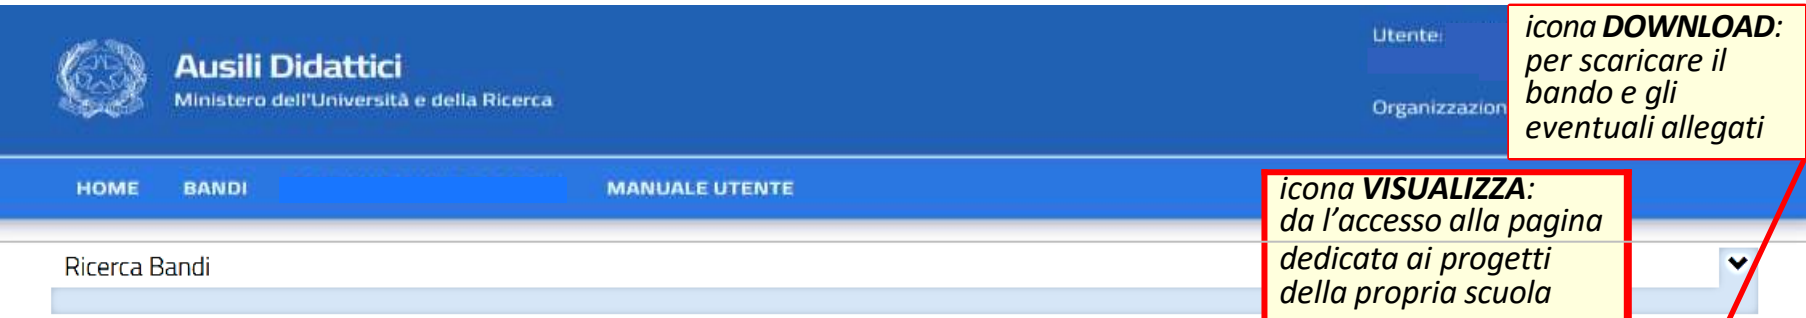 Ausili Didattici
Ministero dell'Università e della Ricerca
Utente:
Organizzazion
icona DOWNLOAD:
per scaricare il
bando e gli
eventuali allegati
HOME BANDI MANUALE UTENTE
icona VISUALIZZA:
da l’accesso alla pagina
dedicata ai progetti
della propria scuola
Ricerca Bandi